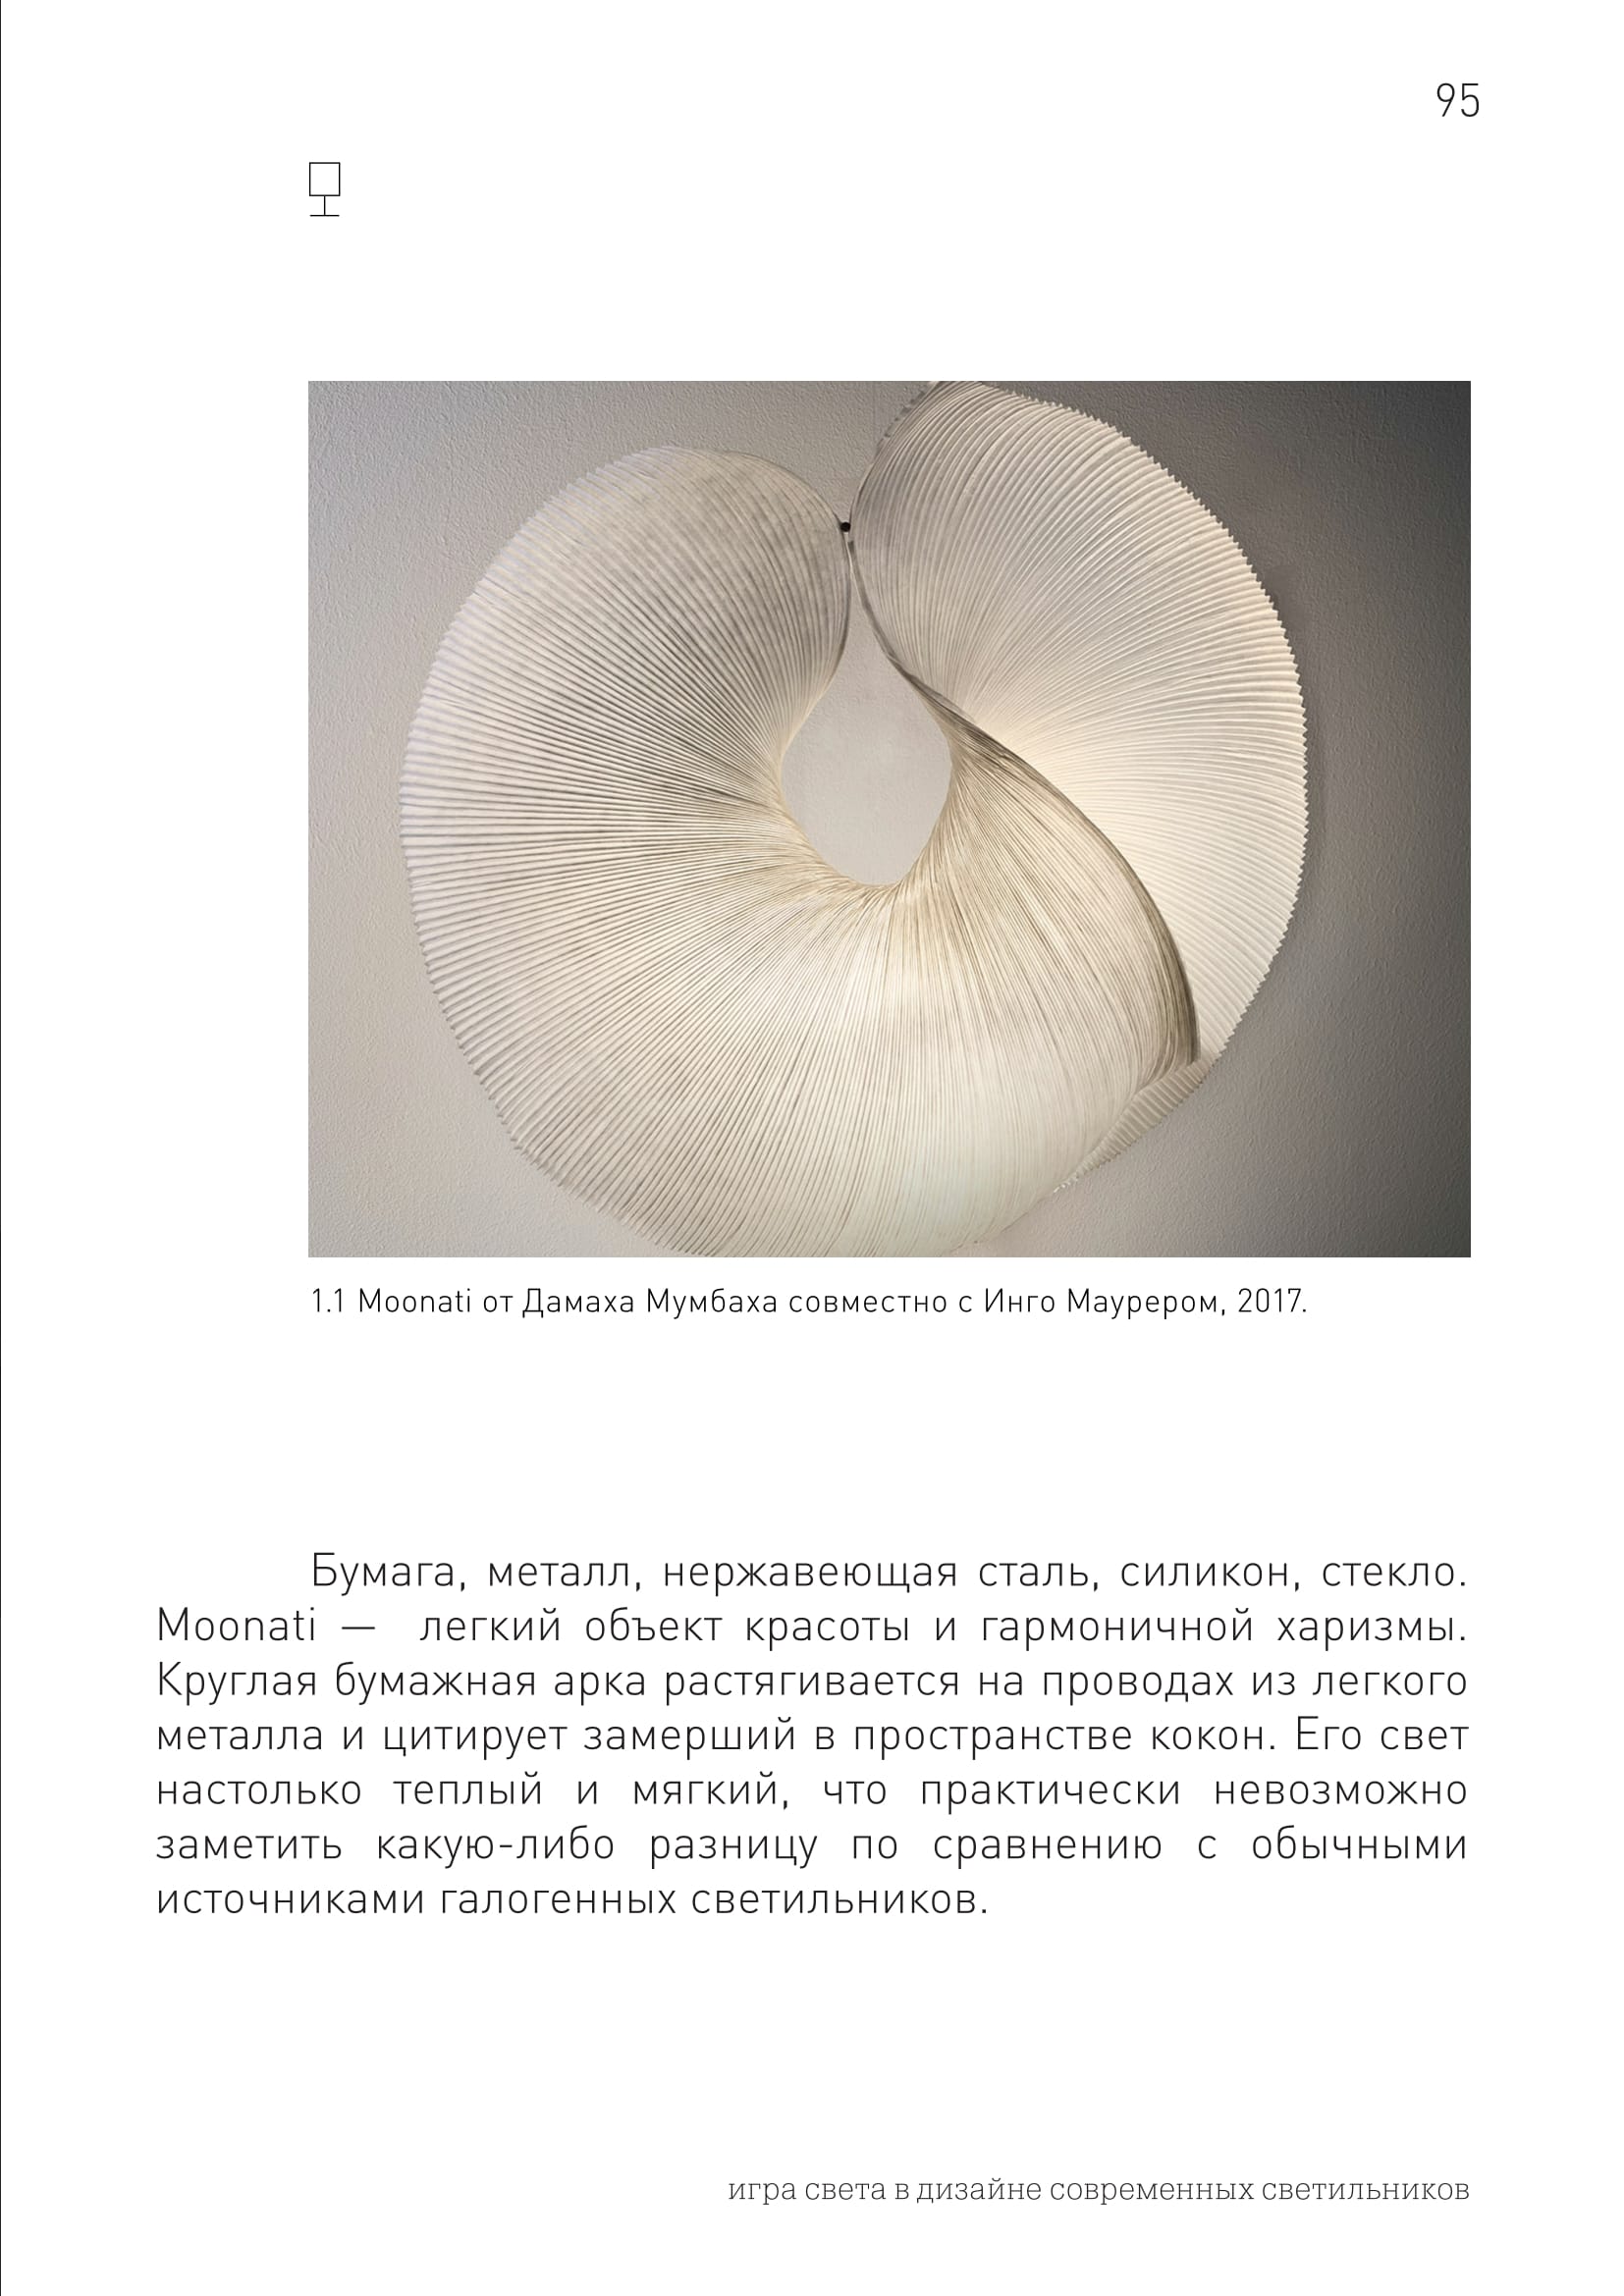 95
1.1 Moonati от Дамаха Мумбаха совместно с Инго Маурером, 2017.
Бумага, металл, нержавеющая сталь, силикон, стекло.
Moonati — легкий объект красоты и гармоничной харизмы.
Круглая бумажная арка растягивается на проводах из легкого
металла и цитирует замерший в пространстве кокон. Его свет
настолько теплый и мягкий, что практически невозможно
заметить какую-либо разницу по сравнению с обычными
источниками галогенных светильников.
игра света в дизайне современных светильников